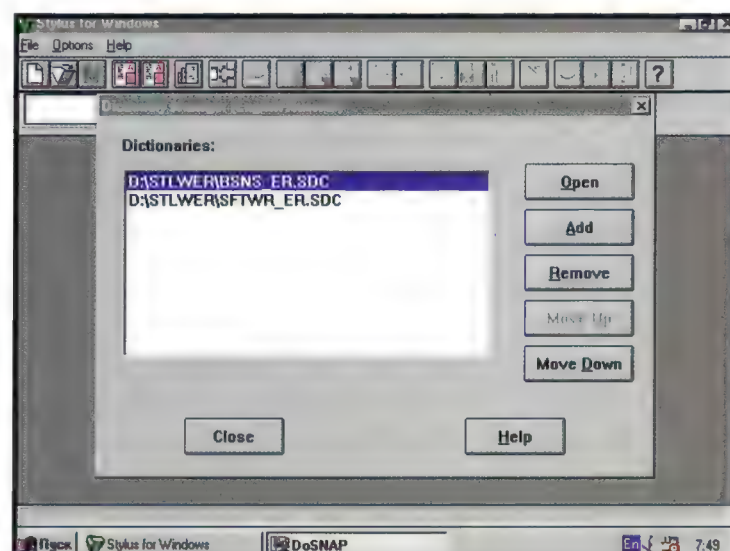 Stylus for Windows
File Options Help
?
Dictionaries:
D:\STLWER\BSNS_ER.SDC
D:\STLWER\SFTWR_ER.SDC
Open
Add
Remove
Move Up
Move Down
Close
Help
Пуск Stylus for Windows DoSNAP En 7:49